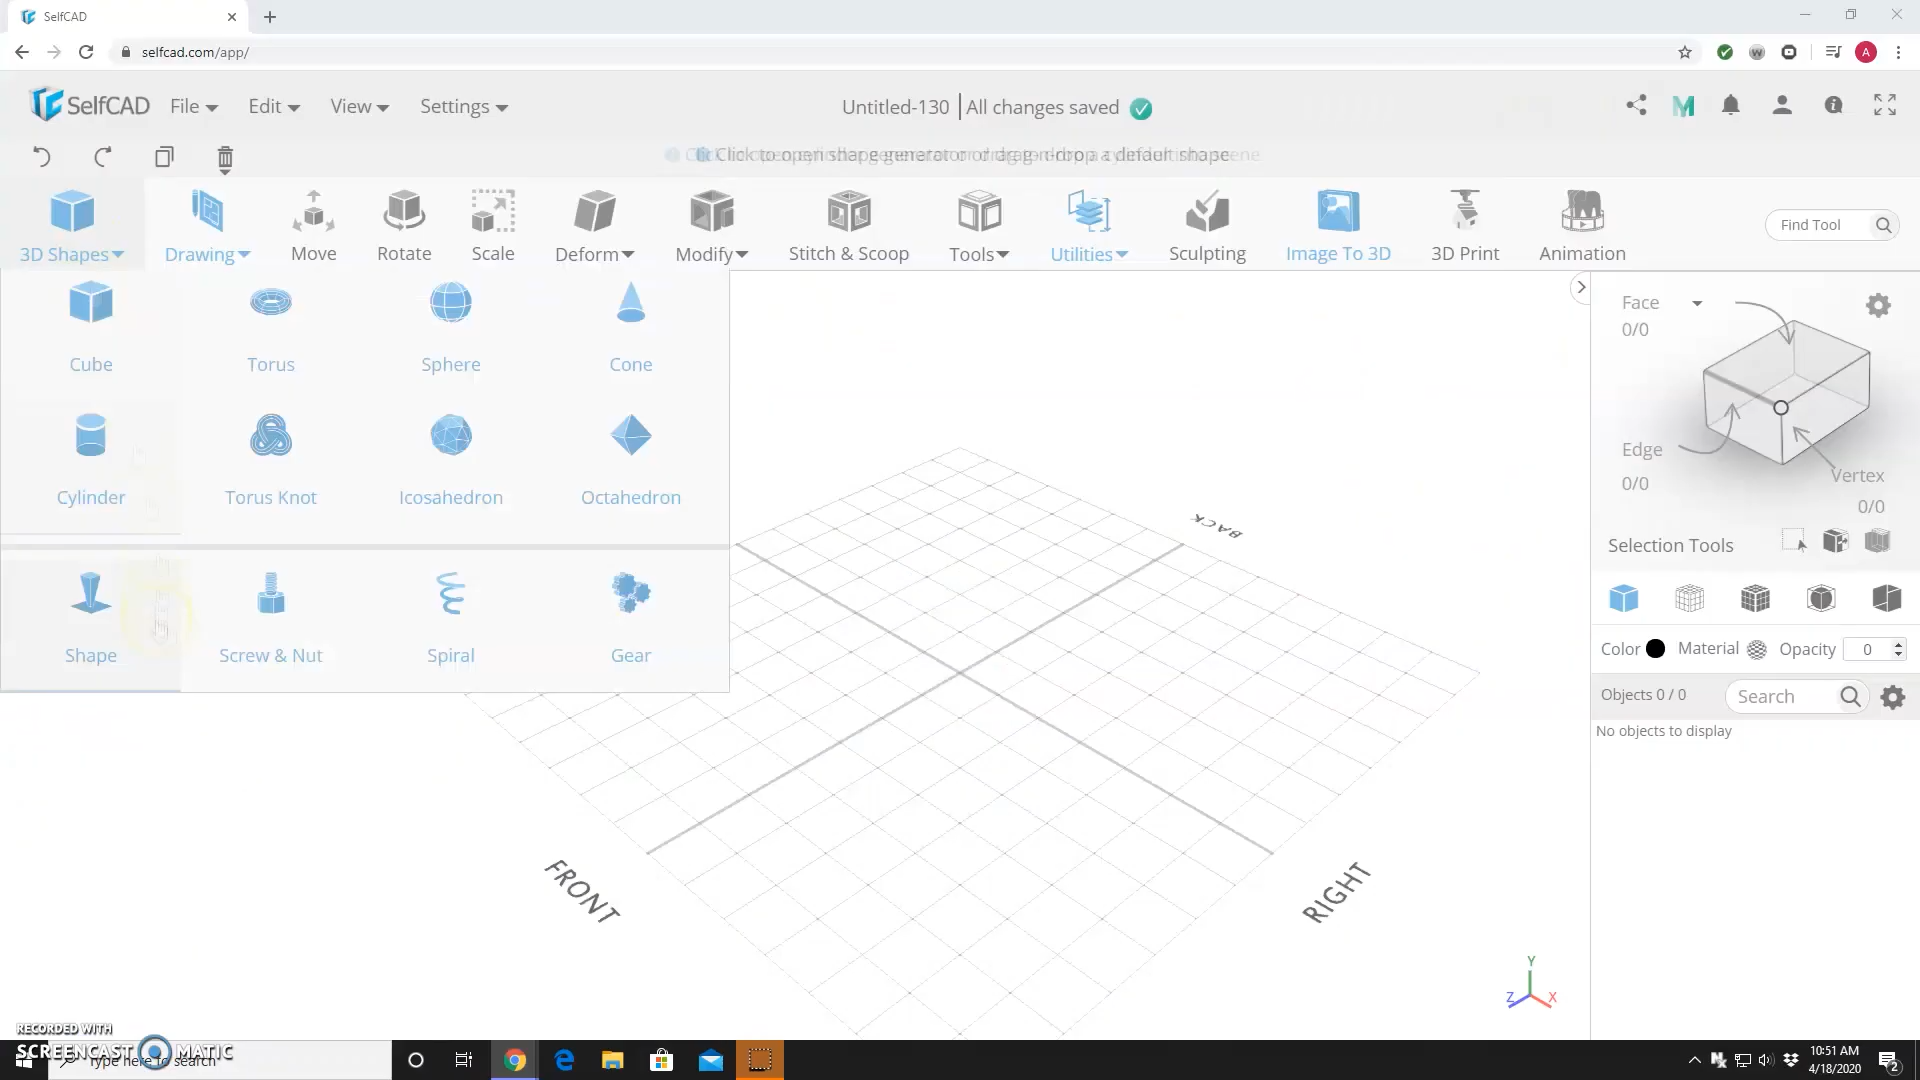 SelfCAD
selfcad.com/app/
A
SelfCAD File Edit View Settings
Untitled-130 | All changes saved
Click to open shape generator or drag-n-drop a default shape
3D Shapes Drawing Move Rotate Scale Deform Modify Stitch & Scoop Tools Utilities Sculpting Image To 3D 3D Print Animation
Find Tool
Cube Torus Sphere Cone
Cylinder Torus Knot Icosahedron Octahedron
Shape Screw & Nut Spiral Gear
Face
0/0
Edge
0/0
Vertex
0/0
Selection Tools
Color Material Opacity 0
Objects 0 / 0 Search
No objects to display
BACK
FRONT
RIGHT
Y
Z X
RECORDED WITH
SCREENCAST MATIC
Type here to search
10:51 AM
4/18/2020
2